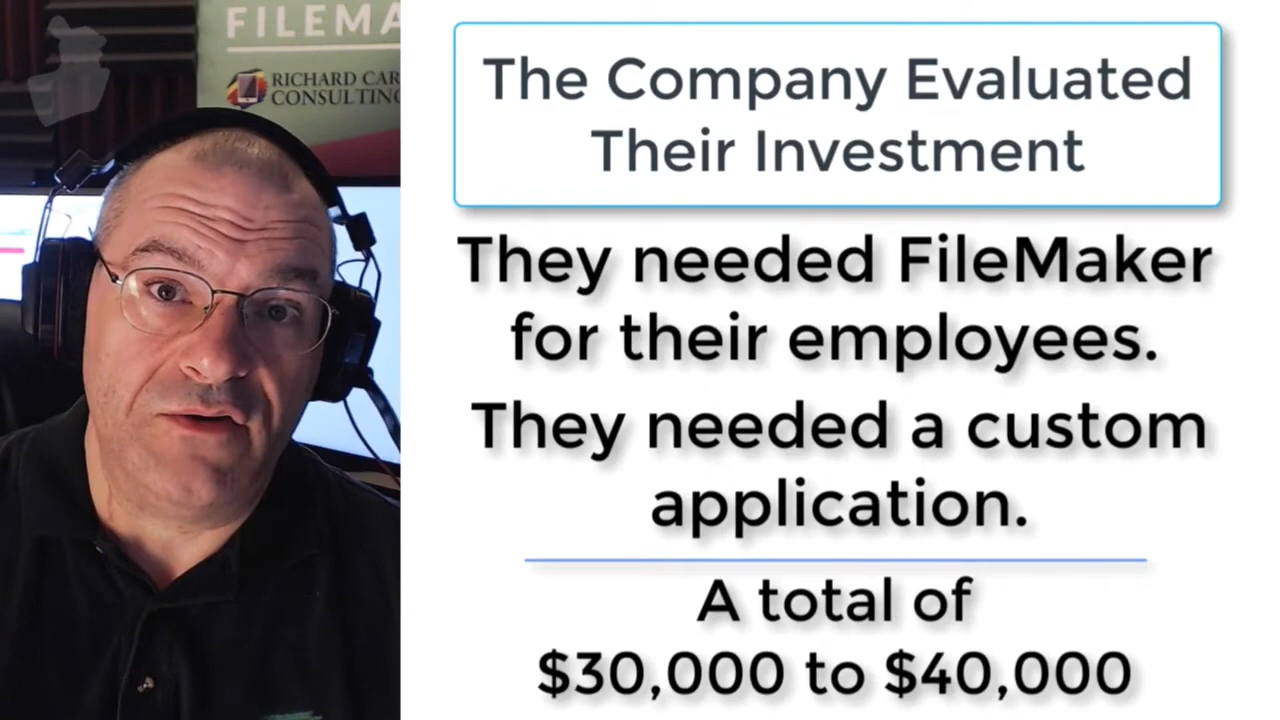 FILEMA
RICHARD CAR
CONSULTING
The Company Evaluated
Their Investment
They needed FileMaker
for their employees.
They needed a custom
application.
A total of
$30,000 to $40,000